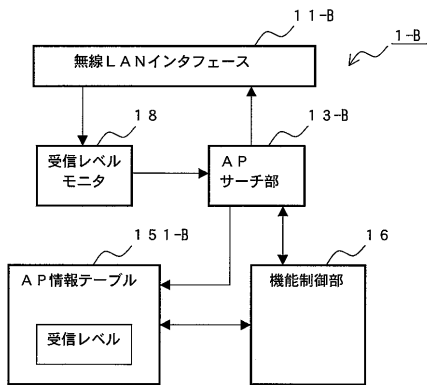 11-B
無線LANインタフェース
1-B
18
13-B
受信レベル
モニタ
AP
サーチ部
151-B
16
AP情報テーブル
機能制御部
受信レベル